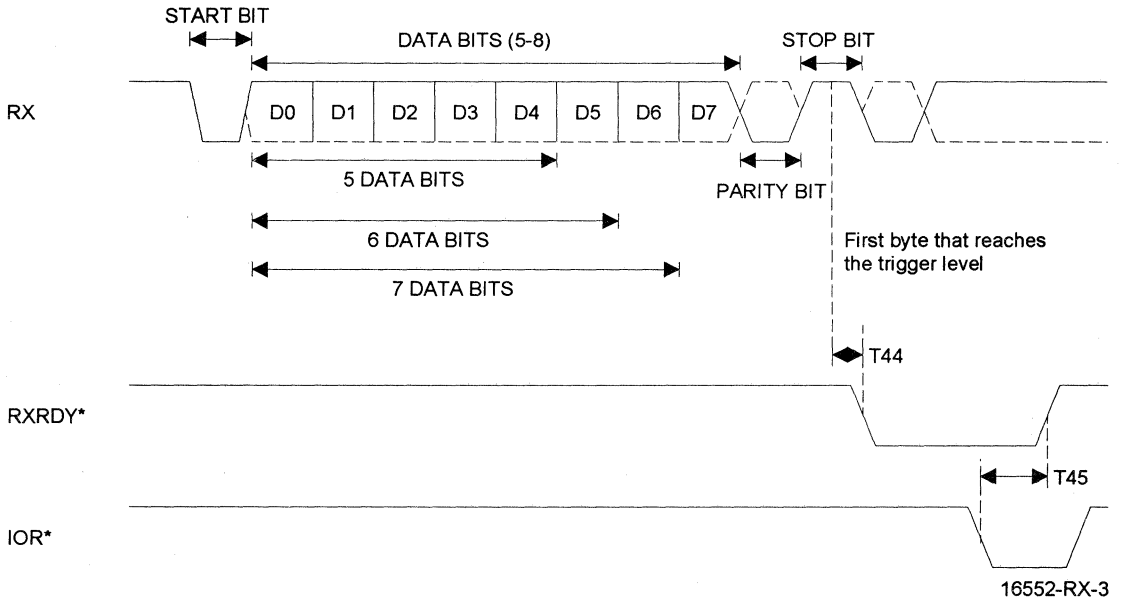 START BIT
DATA BITS (5-8)
STOP BIT
RX
D0 D1 D2 D3 D4 D5 D6 D7
5 DATA BITS
PARITY BIT
6 DATA BITS
First byte that reaches
the trigger level
7 DATA BITS
T44
RXRDY*
T45
IOR*
16552-RX-3